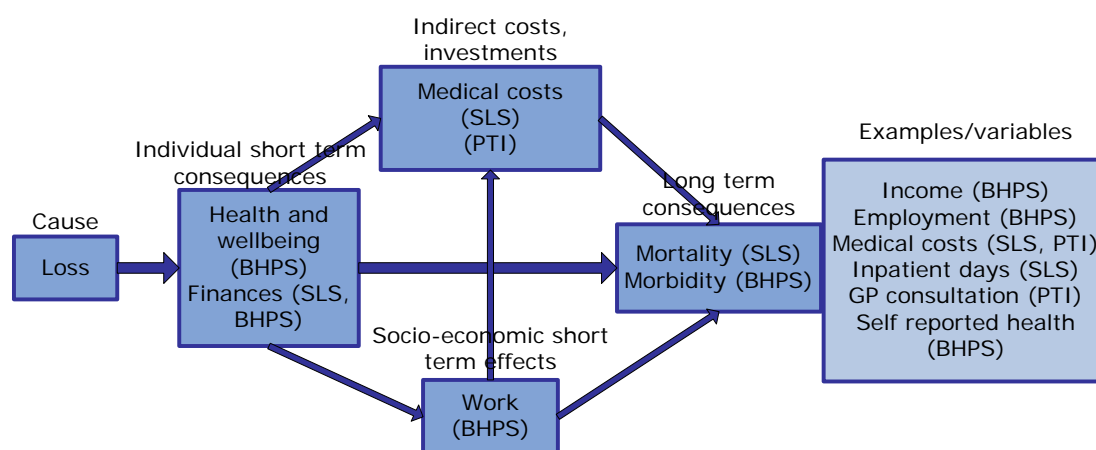 Indirect costs,
investments
Medical costs
(SLS)
(PTI)
Individual short term
consequences
Health and
wellbeing
(BHPS)
Finances (SLS,
BHPS)
Cause
Loss
Socio-economic short
term effects
Work
(BHPS)
Long term
consequences
Mortality (SLS)
Morbidity (BHPS)
Examples/variables
Income (BHPS)
Employment (BHPS)
Medical costs (SLS, PTI)
Inpatient days (SLS)
GP consultation (PTI)
Self reported health
(BHPS)